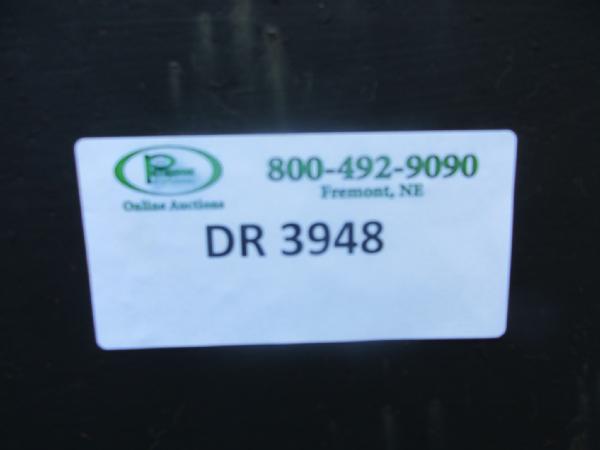 800-492-9090
Fremont, NE
Online Auctions
DR 3948